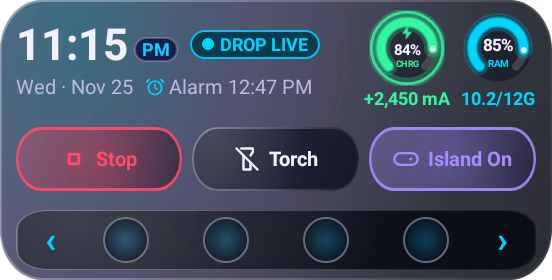 11:15 PM
DROP LIVE
84%
CHRG
85%
RAM
Wed · Nov 25
Alarm 12:47 PM
+2,450 mA
10.2/12G
Stop
Torch
Island On
‹
›